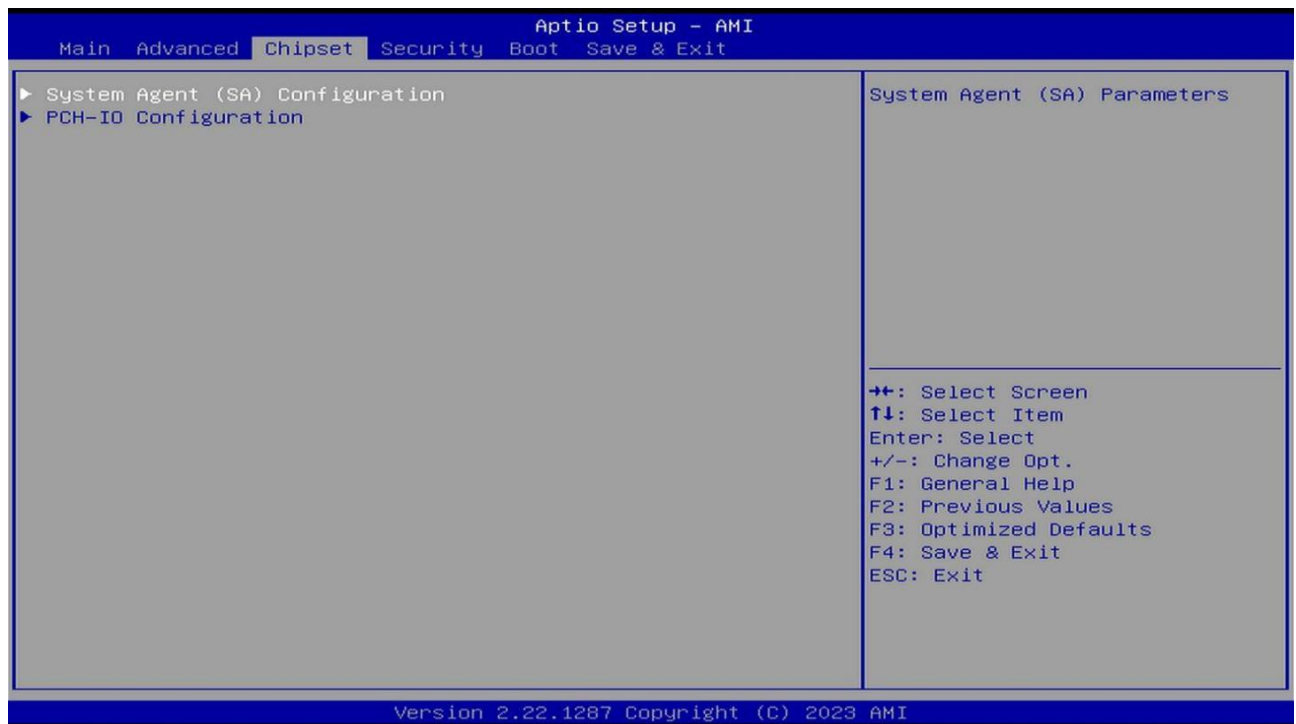 Aptio Setup – AMI
Main Advanced Chipset Security Boot Save & Exit
▶ System Agent (SA) Configuration
▶ PCH-IO Configuration
System Agent (SA) Parameters
→←: Select Screen
↑↓: Select Item
Enter: Select
+/-: Change Opt.
F1: General Help
F2: Previous Values
F3: Optimized Defaults
F4: Save & Exit
ESC: Exit
Version 2.22.1287 Copyright (C) 2023 AMI